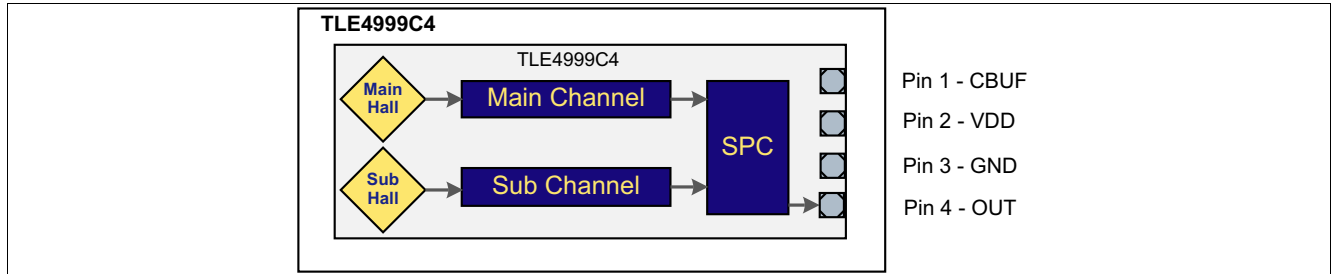 TLE4999C4
TLE4999C4
Main
Hall
Main Channel
Sub
Hall
Sub Channel
SPC
Pin 1 - CBUF
Pin 2 - VDD
Pin 3 - GND
Pin 4 - OUT